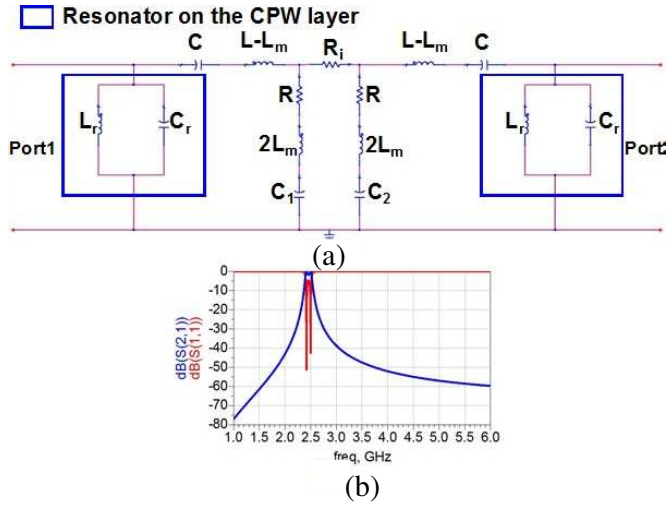 Resonator on the CPW layer
C L-Lm Ri L-Lm C
R R
Lr Cr Lr Cr
Port1 2Lm 2Lm Port2
C1 C2
(a)
dB(S(2,1))
dB(S(1,1))
0
-10
-20
-30
-40
-50
-60
-70
-80
1.0 1.5 2.0 2.5 3.0 3.5 4.0 4.5 5.0 5.5 6.0
freq, GHz
(b)